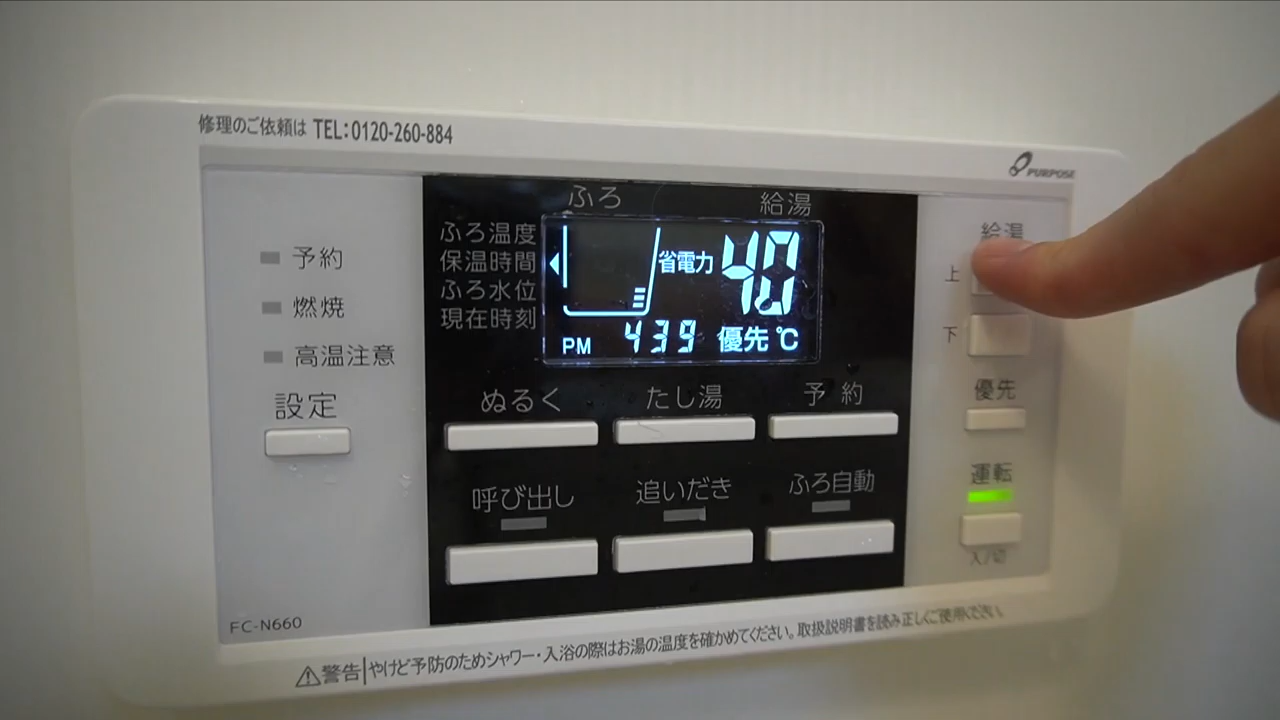 修理のご依頼は TEL:0120-260-884
PURPOSE
ふろ 給湯
ふろ温度
保温時間
ふろ水位
現在時刻
省電力 40
PM 4 39 優先 ℃
予約
燃焼
高温注意
設定
ぬるく たし湯 予約
呼び出し 追いだき ふろ自動
給湯
上
下
優先
運転
入/切
FC-N660
⚠警告 やけど予防のためシャワー・入浴の際はお湯の温度を確かめてください。取扱説明書を読み正しくご使用ください。